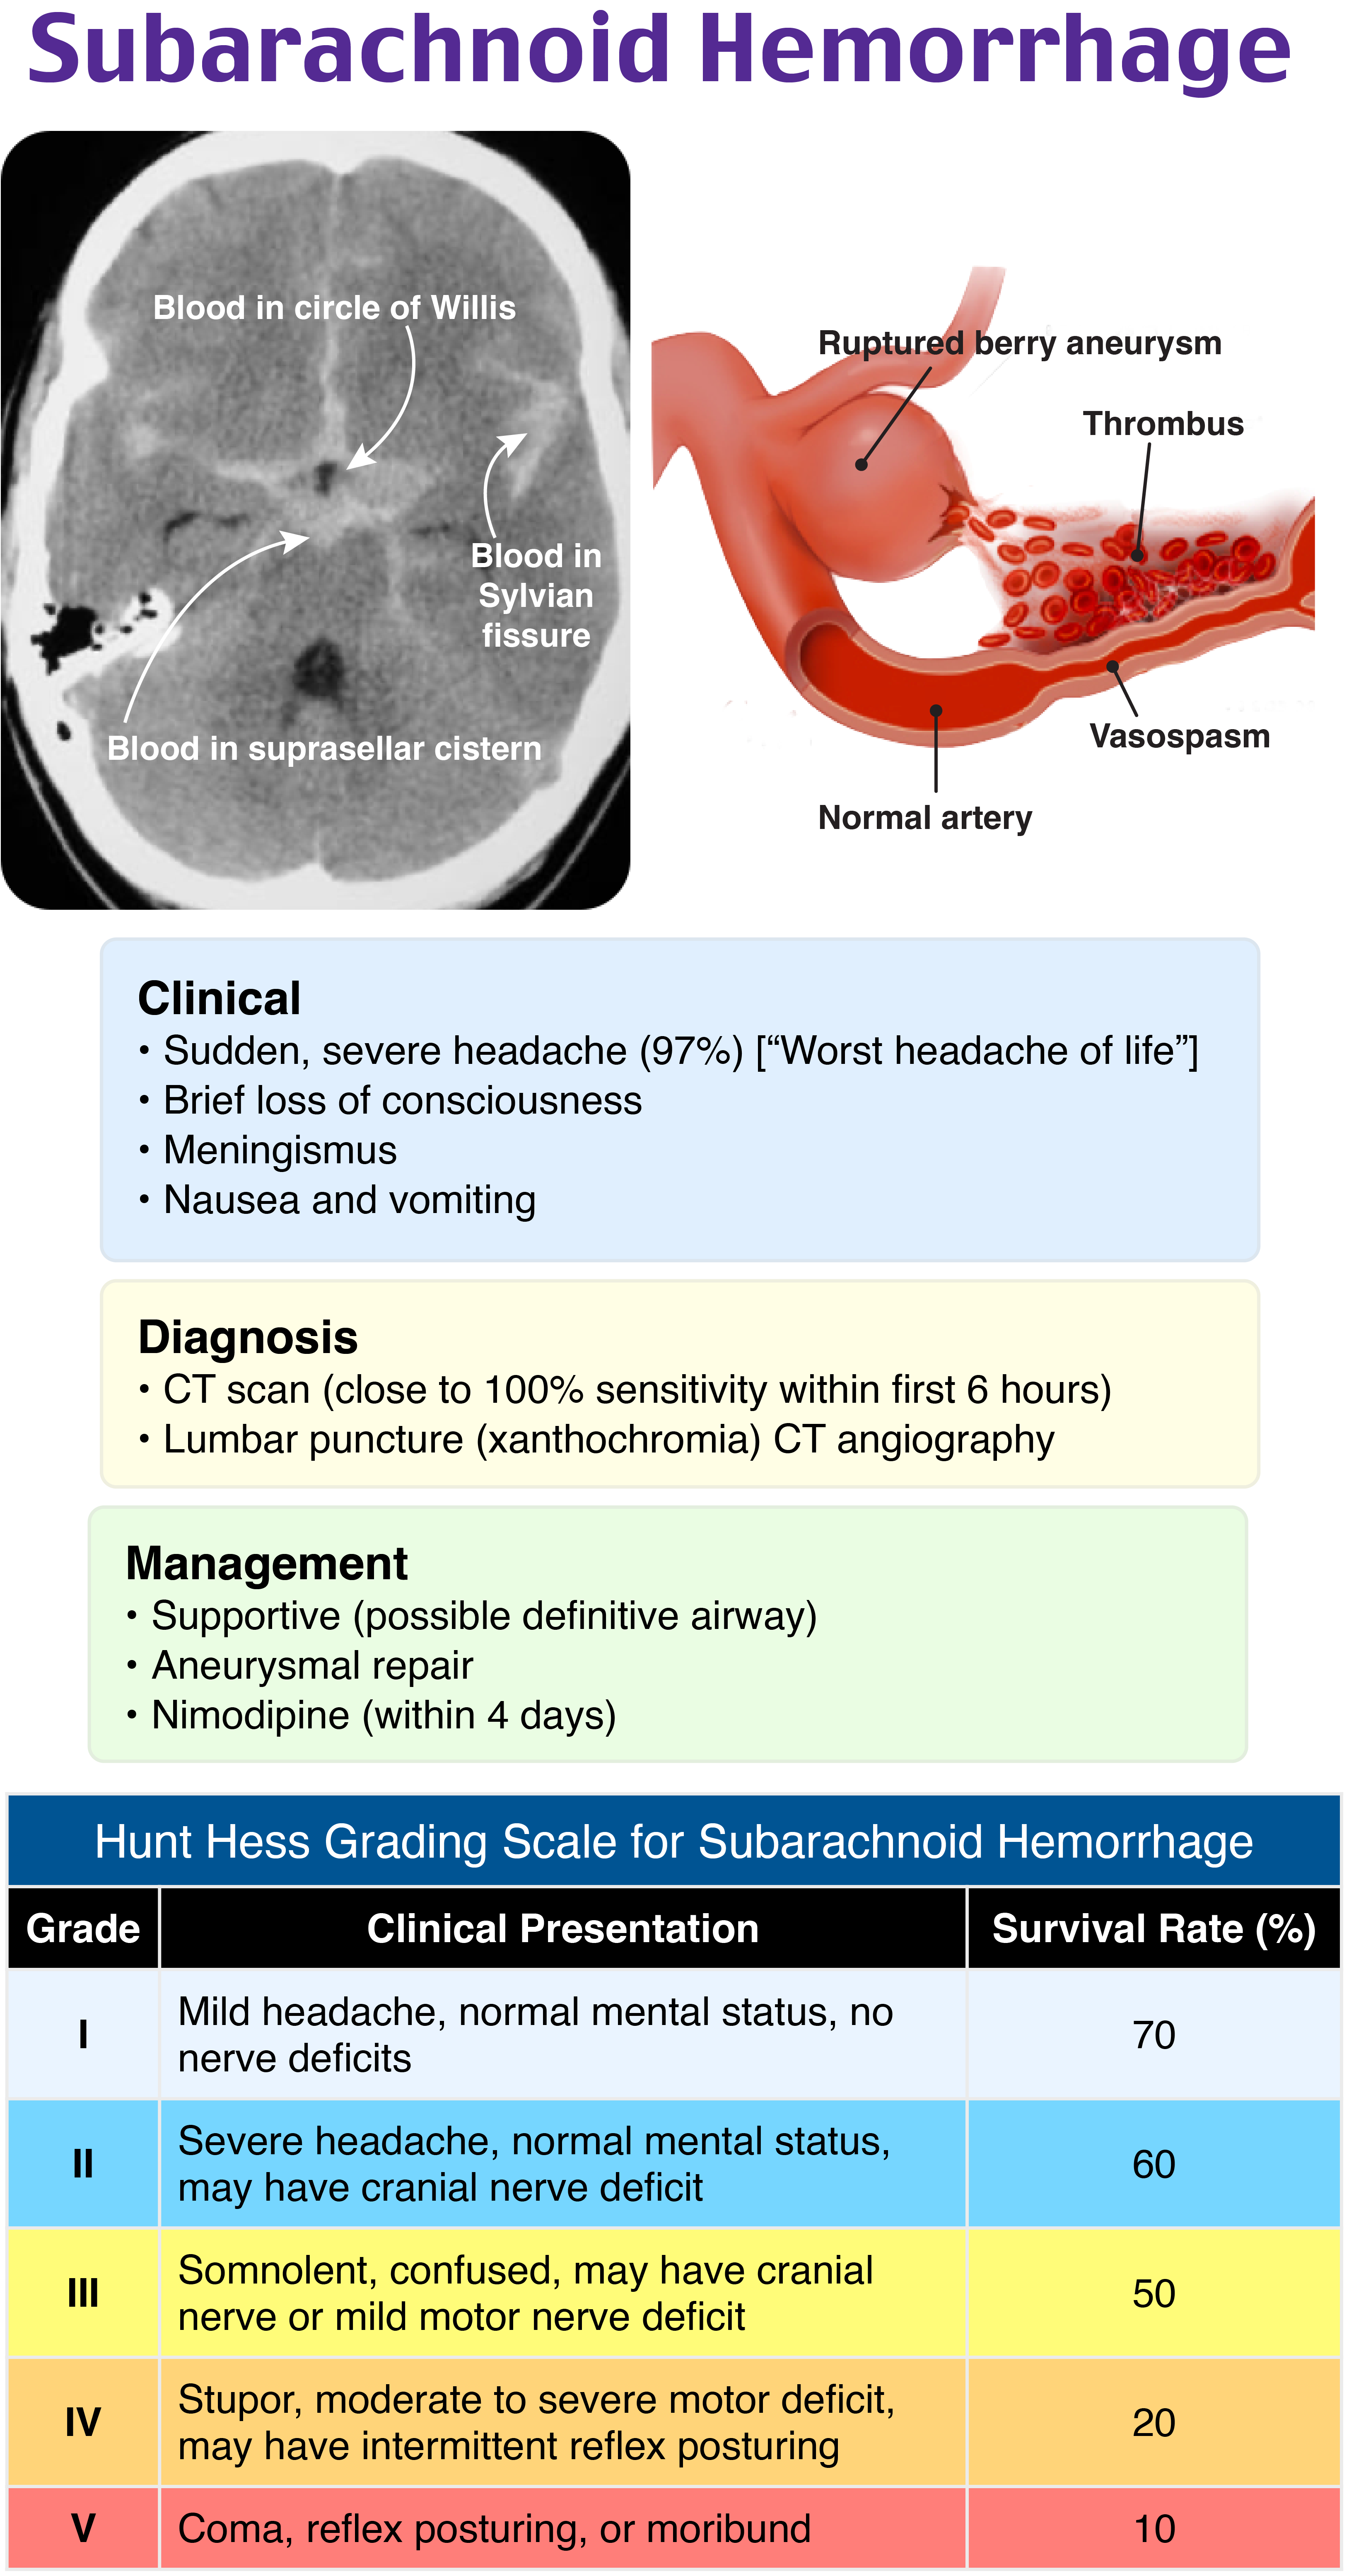 Subarachnoid Hemorrhage
Blood in circle of Willis
Blood in
Sylvian
fissure
Blood in suprasellar cistern
Ruptured berry aneurysm
Thrombus
Vasospasm
Normal artery
Clinical
• Sudden, severe headache (97%) [“Worst headache of life”]
• Brief loss of consciousness
• Meningismus
• Nausea and vomiting
Diagnosis
• CT scan (close to 100% sensitivity within first 6 hours)
• Lumbar puncture (xanthochromia) CT angiography
Management
• Supportive (possible definitive airway)
• Aneurysmal repair
• Nimodipine (within 4 days)
Hunt Hess Grading Scale for Subarachnoid Hemorrhage
Grade Clinical Presentation Survival Rate (%)
I Mild headache, normal mental status, no
nerve deficits 70
II Severe headache, normal mental status,
may have cranial nerve deficit 60
III Somnolent, confused, may have cranial
nerve or mild motor nerve deficit 50
IV Stupor, moderate to severe motor deficit,
may have intermittent reflex posturing 20
V Coma, reflex posturing, or moribund 10